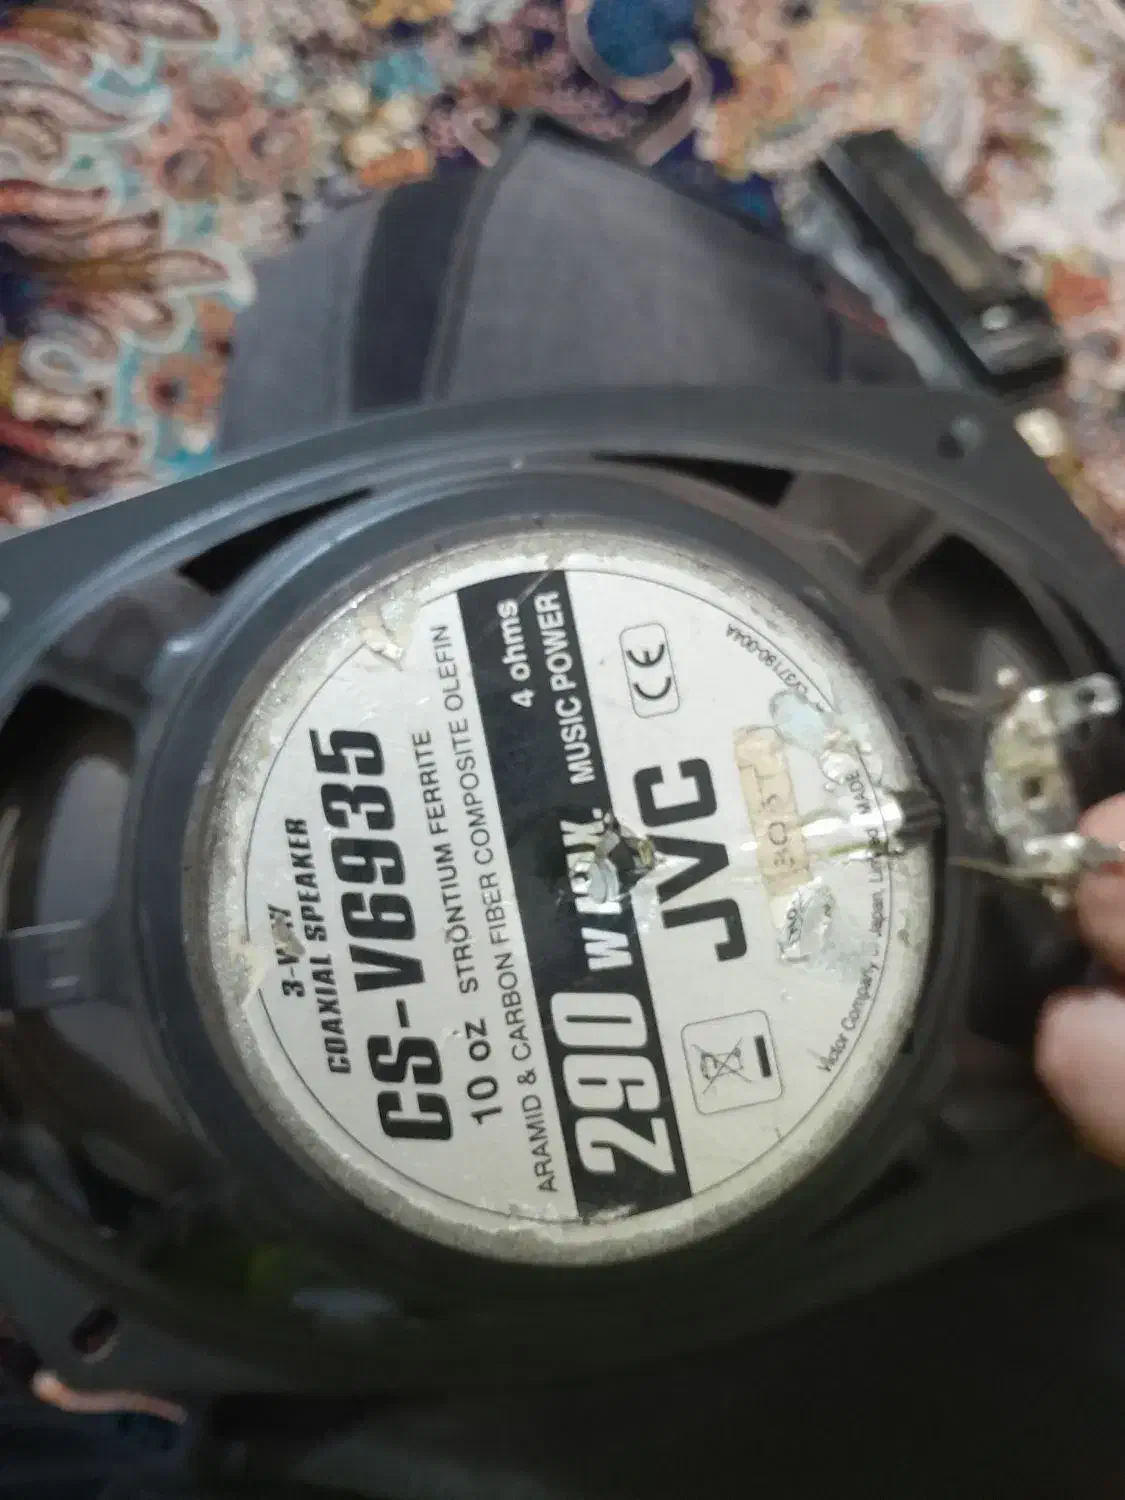 3-WAY
COAXIAL SPEAKER
CS-V6935
10 oz STRONTIUM FERRITE
ARAMID & CARBON FIBER COMPOSITE OLEFIN
4 ohms
290 W PK. MUSIC POWER
CE
JVC
Victor Company of Japan, Limited MADE